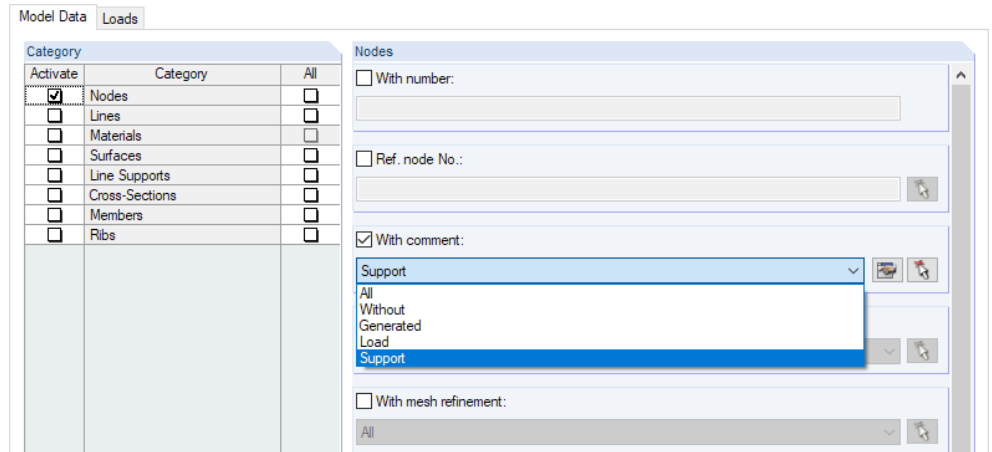 Model Data Loads
Category
Activate Category All
Nodes
Lines
Materials
Surfaces
Line Supports
Cross-Sections
Members
Ribs
Nodes
With number:
Ref. node No.:
With comment:
Support
All
Without
Generated
Load
Support
With mesh refinement:
All